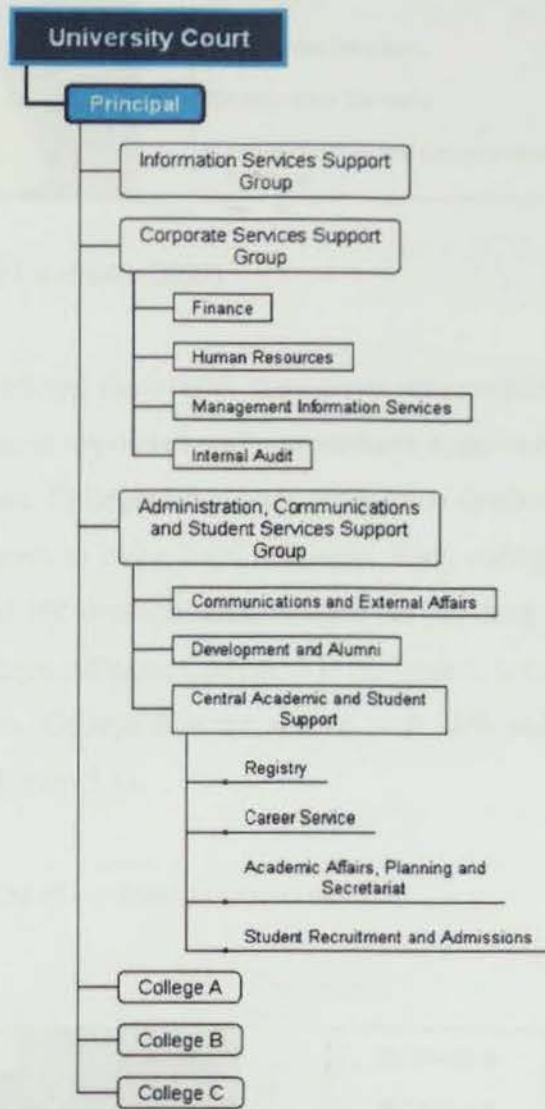 University Court
Principal
Information Services Support
Group
Corporate Services Support
Group
Finance
Human Resources
Management Information Services
Internal Audit
Administration, Communications
and Student Services Support
Group
Communications and External Affairs
Development and Alumni
Central Academic and Student
Support
Registry
Career Service
Academic Affairs, Planning and
Secretariat
Student Recruitment and Admissions
College A
College B
College C